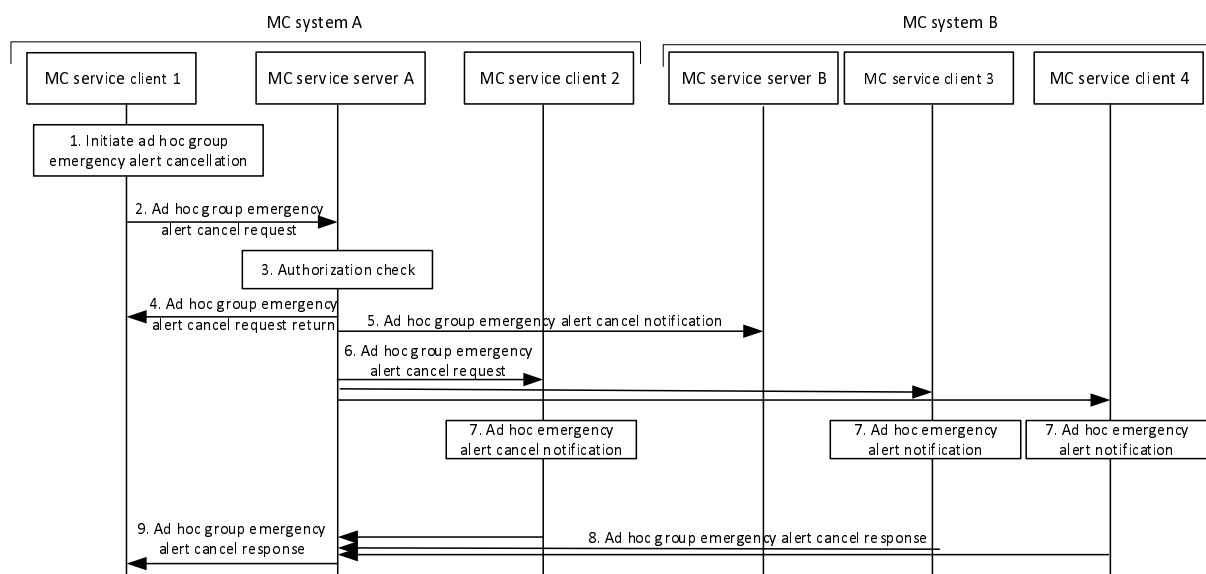 MC system A
MC system B
MC service client 1
MC service server A
MC service client 2
MC service server B
MC service client 3
MC service client 4
1. Initiate ad hoc group
emergency alert cancellation
2. Ad hoc group emergency
alert cancel request
3. Authorization check
4. Ad hoc group emergency
alert cancel request return
5. Ad hoc group emergency alert cancel notification
6. Ad hoc group emergency
alert cancel request
7. Ad hoc emergency
alert cancel notification
7. Ad hoc emergency
alert notification
7. Ad hoc emergency
alert notification
8. Ad hoc group emergency alert cancel response
9. Ad hoc group emergency
alert cancel response